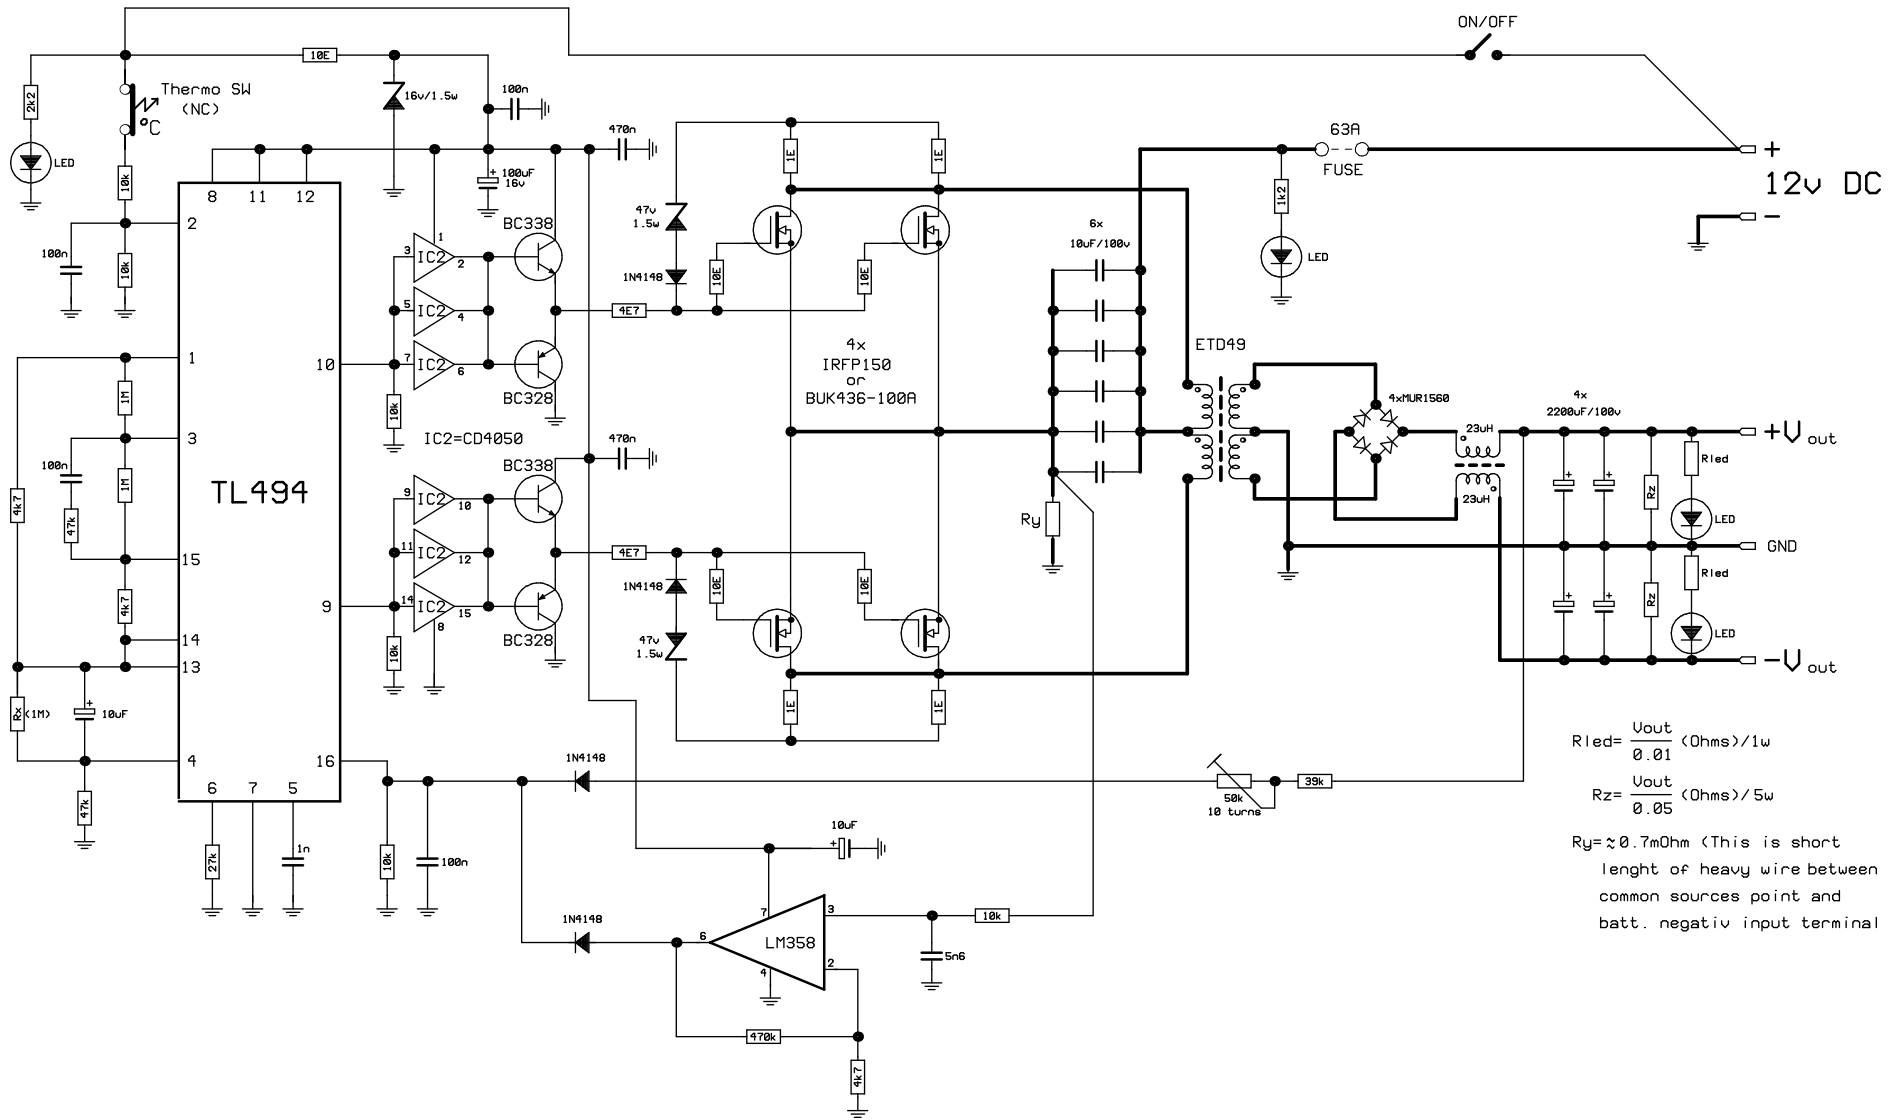 ON/OFF
10E
2k2
Thermo SW
(NC)
°C
LED
16v/1.5w
100n
470n
1E
1E
63A
FUSE
+
12v DC
-
100uF
16v
+
10k
8
11
12
2
BC338
47v
1.5w
1k2
6x
10uF/100v
LED
100n
10k
1
3
IC2
2
1N4148
10E
10E
5
IC2
4
4E7
7
IC2
6
BC328
4x
IRFP150
or
BUK436-100A
ETD49
1
10
1M
10k
4xMUR1560
4x
2200uF/100v
3
IC2=CD4050
470n
23uH
+Vout
100n
1M
BC338
Rled
TL494
9
IC2
10
23uH
+
+
Rz
4k7
47k
Ry
LED
11
IC2
12
4E7
15
GND
1N4148
10E
10E
Rled
4k7
9
14
IC2
15
8
+
+
Rz
BC328
47v
1.5w
LED
14
10k
13
-Vout
Rx
(1M)
+
10uF
1E
1E
Rled= Vout
0.01
(Ohms)/1w
4
16
1N4148
6
7
5
50k
10 turns
39k
Rz= Vout
0.05
(Ohms)/5w
47k
10uF
+
27k
1n
10k
100n
Ry=≈0.7mOhm (This is short
lenght of heavy wire between
common sources point and
batt. negativ input terminal
1N4148
7
3
10k
6
LM358
5n6
4
2
470k
4k7